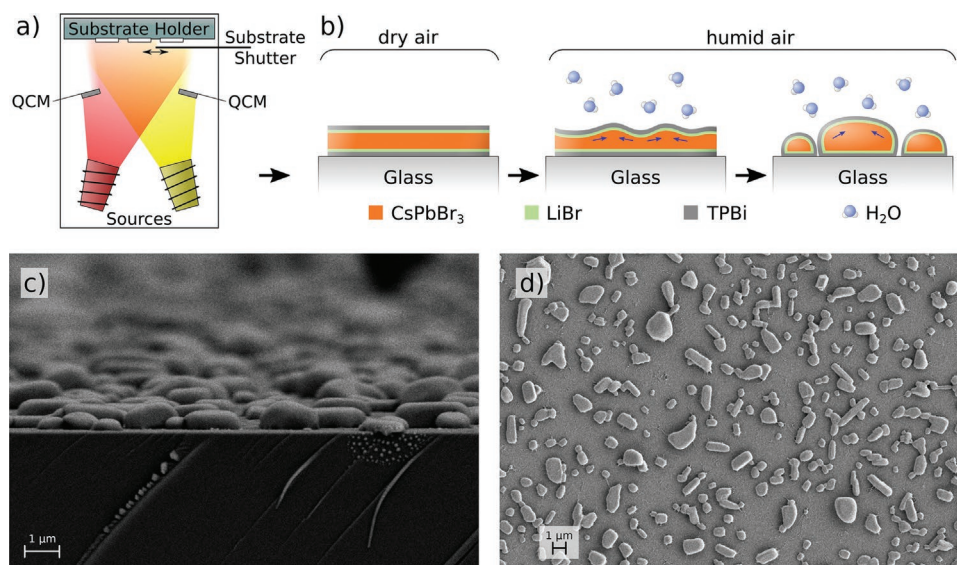 a)
Substrate Holder
Substrate
Shutter
QCM
QCM
Sources
b)
dry air
humid air
Glass
Glass
Glass
CsPbBr₃
LiBr
TPBi
H₂O
c)
1 µm
d)
1 µm